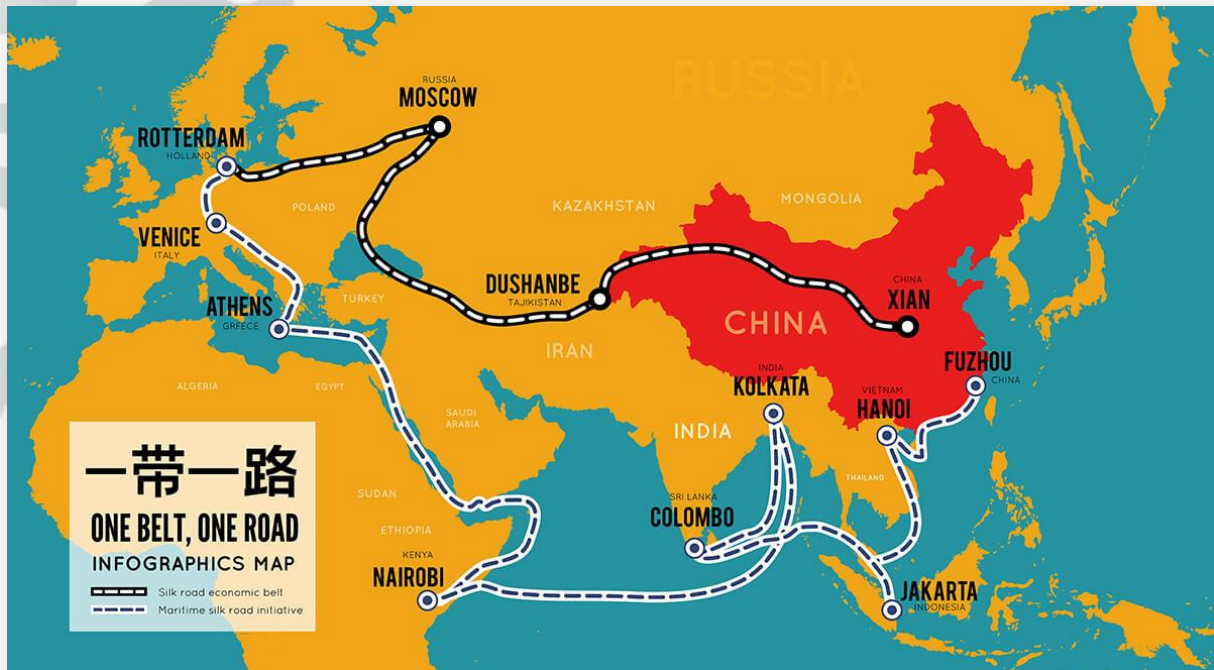 RUSSIA
RUSSIA
MOSCOW
ROTTERDAM
HOLLAND
POLAND
KAZAKHSTAN
MONGOLIA
VENICE
ITALY
DUSHANBE
TAJIKISTAN
CHINA
XIAN
ATHENS
GREECE
TURKEY
IRAN
CHINA
FUZHOU
CHINA
INDIA
KOLKATA
VIETNAM
HANOI
ALGERIA
EGYPT
SAUDI
ARABIA
INDIA
THAILAND
SUDAN
ETHIOPIA
SRI LANKA
COLOMBO
KENYA
NAIROBI
JAKARTA
INDONESIA
一带一路
ONE BELT, ONE ROAD
INFOGRAPHICS MAP
Silk road economic belt
Maritime silk road initiative